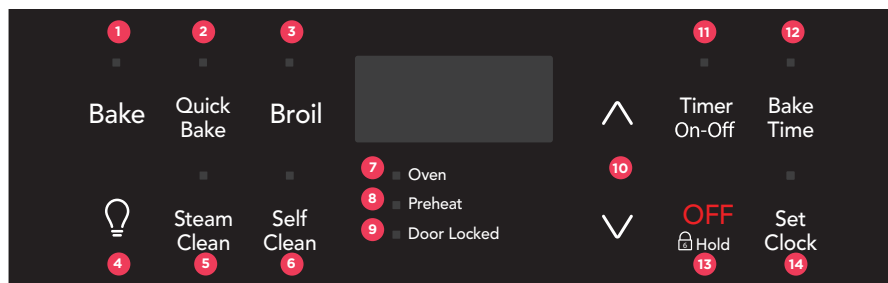 1
2
3
11
12
Bake
Quick
Bake
Broil
Timer
On-Off
Bake
Time
7
Oven
8
Preheat
9
Door Locked
10
Steam
Clean
Self
Clean
OFF
Hold
Set
Clock
4
5
6
13
14